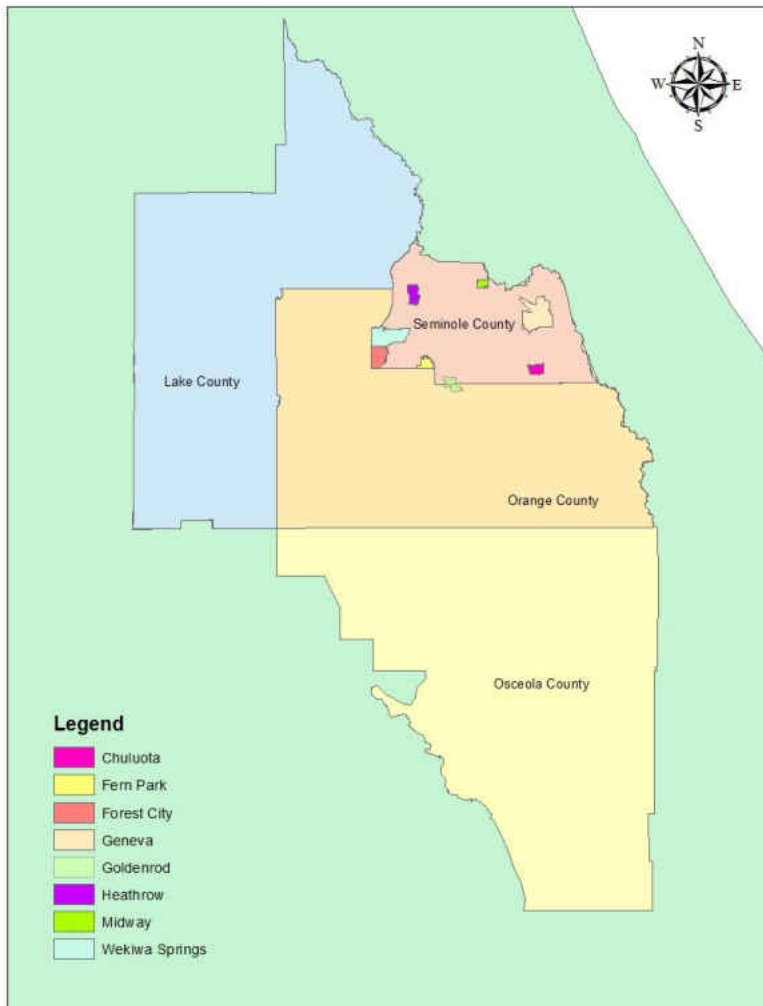 N
W E
S
Seminole County
Lake County
Orange County
Osceola County
Legend
Chuluota
Fern Park
Forest City
Geneva
Goldenrod
Heathrow
Midway
Wekiwa Springs